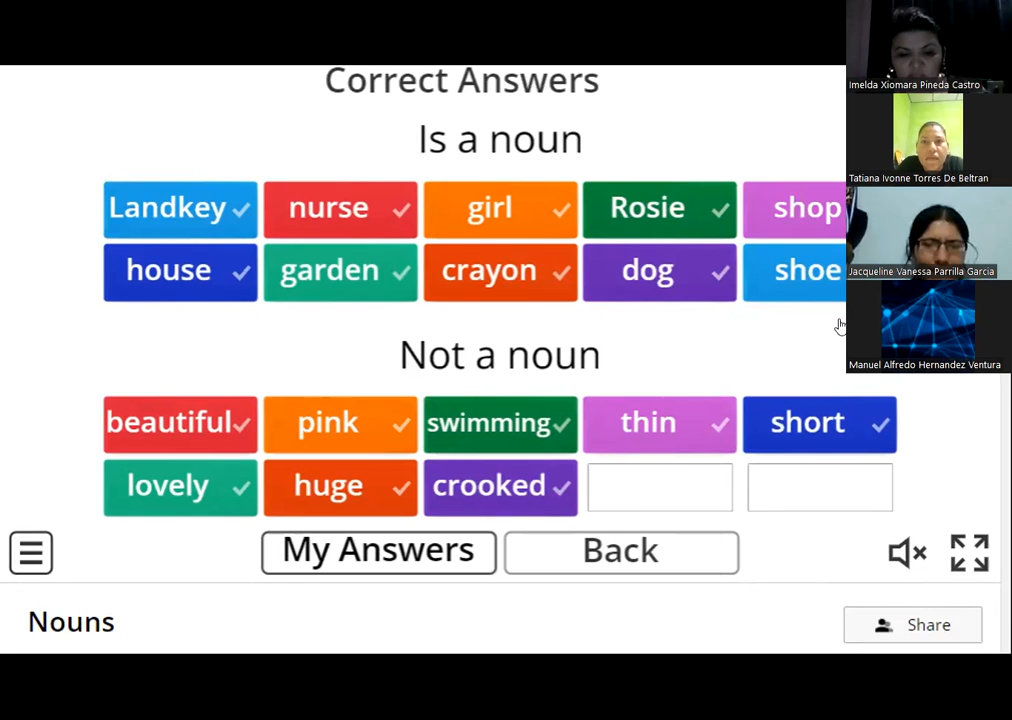 Correct Answers
Is a noun
Landkey nurse girl Rosie shop
house garden crayon dog shoe
Not a noun
beautiful pink swimming thin short
lovely huge crooked
My Answers Back
Nouns
Share
Imelda Xiomara Pineda Castro
Tatiana Ivonne Torres De Beltran
Jacqueline Vanessa Parrilla Garcia
Manuel Alfredo Hernandez Ventura